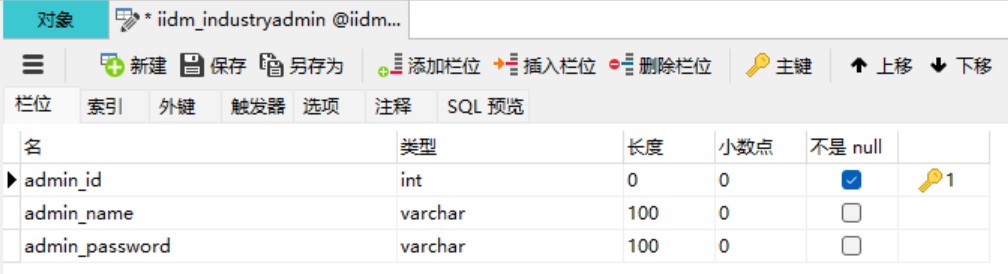 对象 * iidm_industryadmin @iidm...
新建 保存 另存为 添加栏位 插入栏位 删除栏位 主键 上移 下移
栏位 索引 外键 触发器 选项 注释 SQL 预览
名 类型 长度 小数点 不是 null
admin_id int 0 0 1
admin_name varchar 100 0
admin_password varchar 100 0